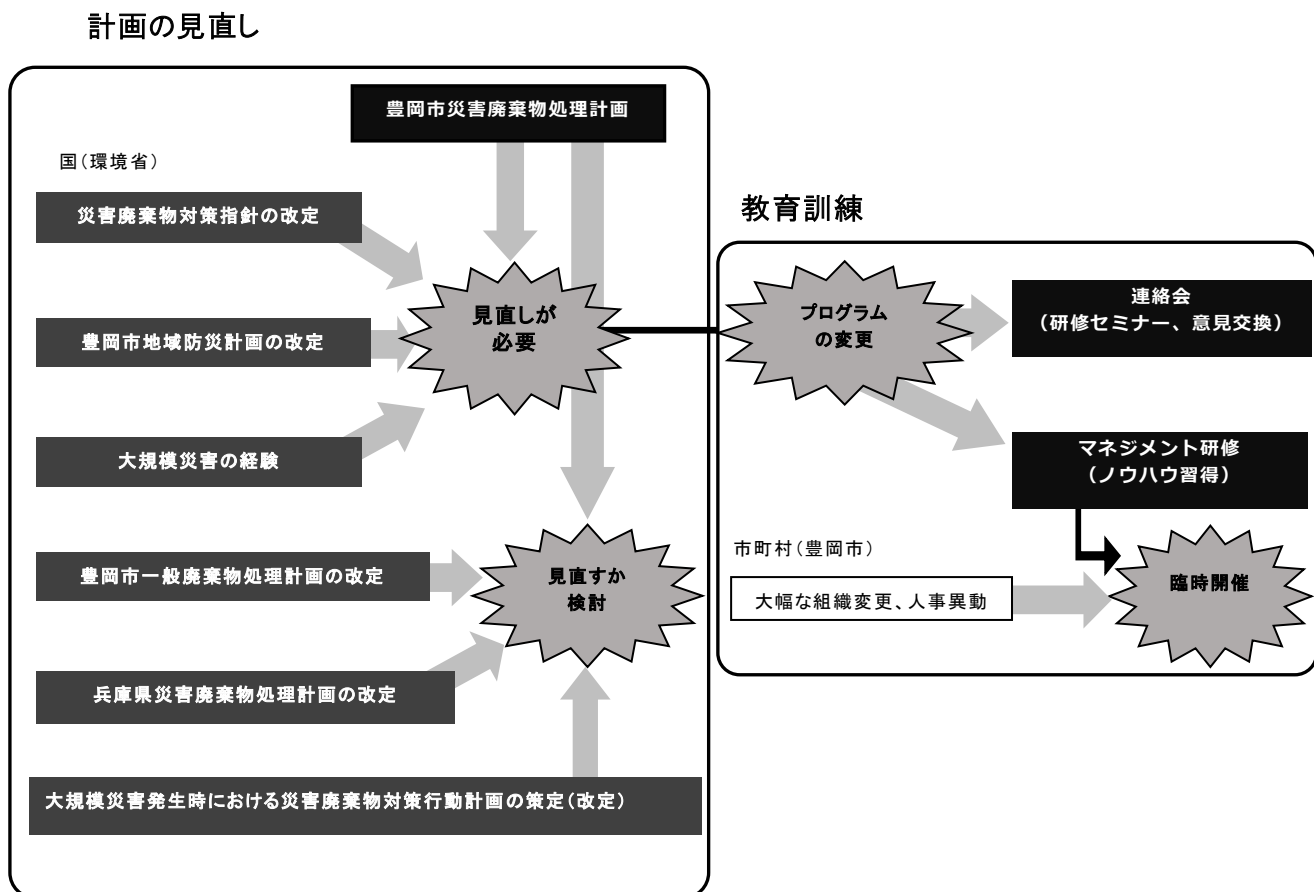 計画の見直し
豊岡市災害廃棄物処理計画
国(環境省)
災害廃棄物対策指針の改定
豊岡市地域防災計画の改定
大規模災害の経験
見直しが
必要
豊岡市一般廃棄物処理計画の改定
兵庫県災害廃棄物処理計画の改定
見直すか
検討
大規模災害発生時における災害廃棄物対策行動計画の策定(改定)
教育訓練
プログラム
の変更
連絡会
(研修セミナー、意見交換)
マネジメント研修
(ノウハウ習得)
市町村(豊岡市)
大幅な組織変更、人事異動
臨時開催